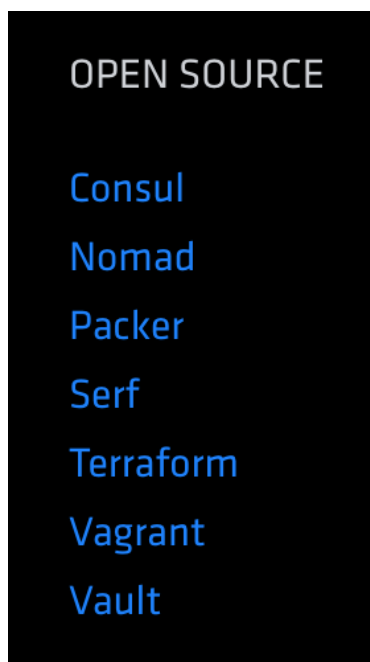 OPEN SOURCE
Consul
Nomad
Packer
Serf
Terraform
Vagrant
Vault